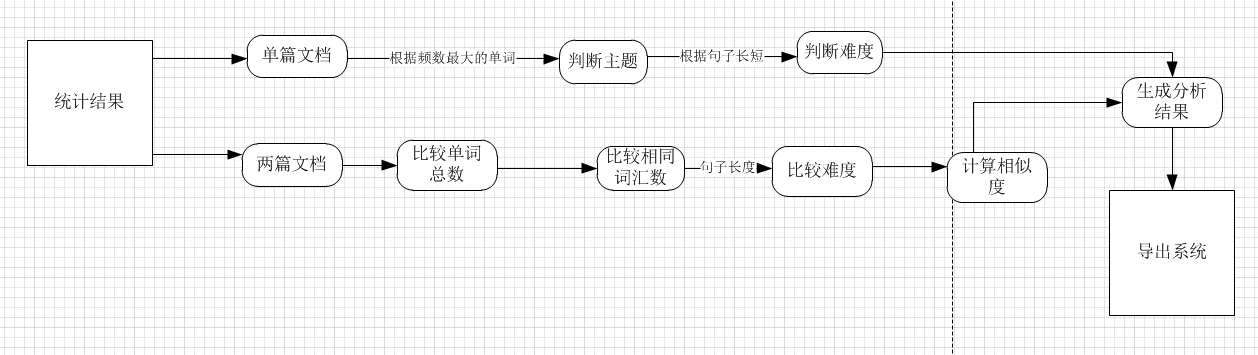 统计结果
单篇文档
根据频数最大的单词
判断主题
根据句子长短
判断难度
生成分析
结果
两篇文档
比较单词
总数
比较相同
词汇数
句子长度
比较难度
计算相似
度
导出系统